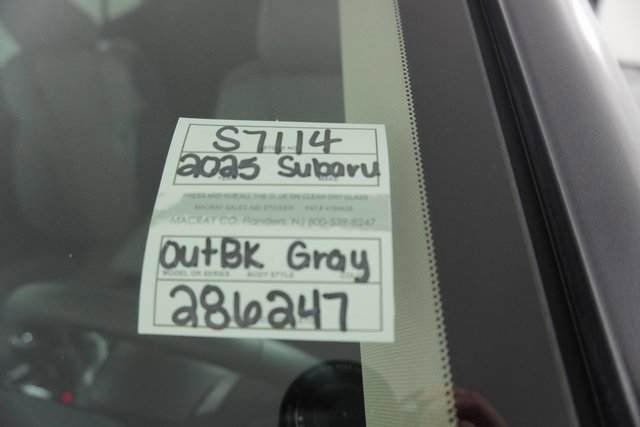 S7114
2025 Subaru
PRESS AND RUB ALL THE GLUE ON CLEAN DRY GLASS
MACRAY SALES AID STICKER
MACRAY CO. Flanders, NJ 800-539-8247
OutBK Gray
MODEL OR SERIES BODY STYLE
286247